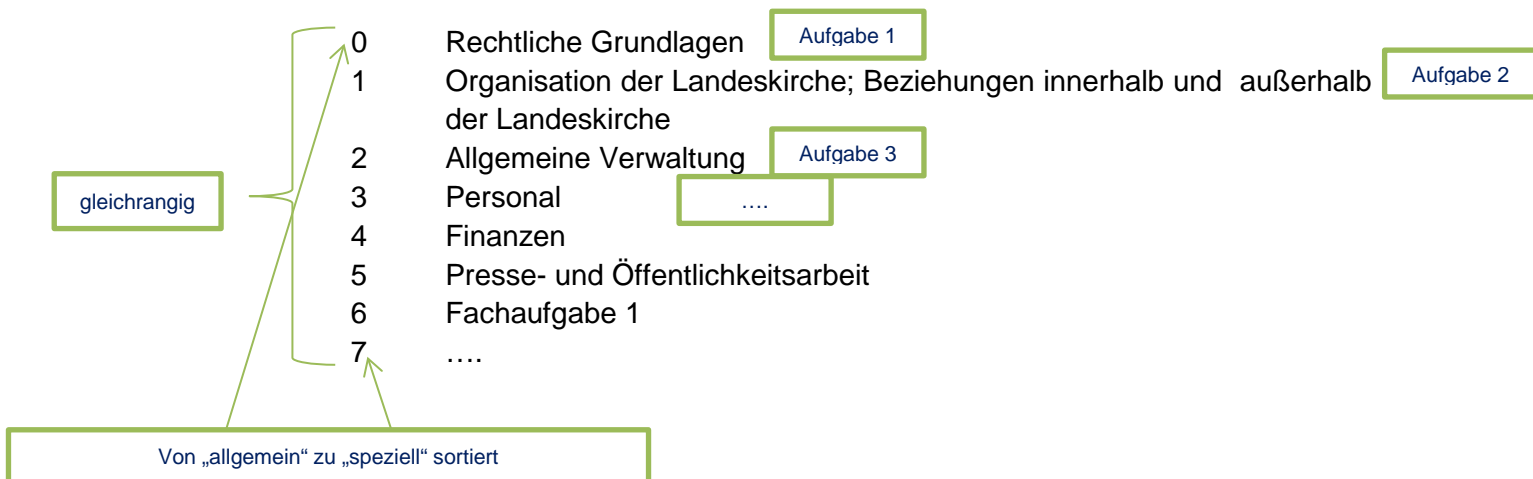 0 Rechtliche Grundlagen Aufgabe 1
1 Organisation der Landeskirche; Beziehungen innerhalb und außerhalb Aufgabe 2
der Landeskirche
2 Allgemeine Verwaltung Aufgabe 3
gleichrangig 3 Personal ....
4 Finanzen
5 Presse- und Öffentlichkeitsarbeit
6 Fachaufgabe 1
7 ....
Von „allgemein“ zu „speziell“ sortiert